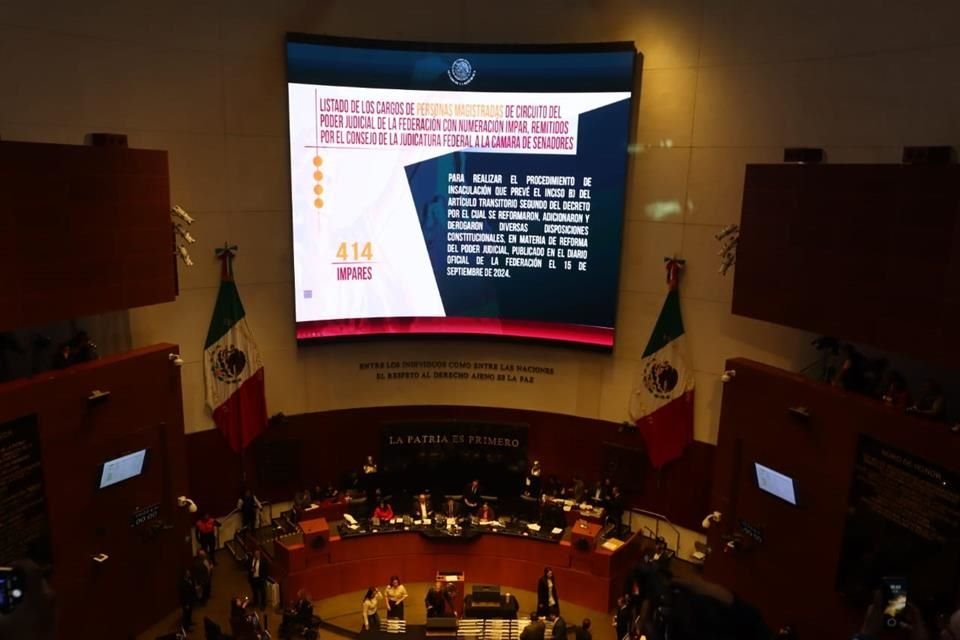 LISTADO DE LOS CARGOS DE PERSONAS MAGISTRADAS DE CIRCUITO DEL
PODER JUDICIAL DE LA FEDERACIÓN CON NUMERACIÓN IMPAR, REMITIDOS
POR EL CONSEJO DE LA JUDICATURA FEDERAL A LA CÁMARA DE SENADORES
PARA REALIZAR EL PROCEDIMIENTO DE
INSACULACIÓN QUE PREVÉ EL INCISO B) DEL
ARTÍCULO TRANSITORIO SEGUNDO DEL DECRETO
POR EL CUAL SE REFORMARON, ADICIONARON Y
DEROGARON DIVERSAS DISPOSICIONES
CONSTITUCIONALES, EN MATERIA DE REFORMA
DEL PODER JUDICIAL, PUBLICADO EN EL DIARIO
OFICIAL DE LA FEDERACIÓN EL 15 DE
SEPTIEMBRE DE 2024.
414
IMPARES
ENTRE LOS INDIVIDUOS COMO ENTRE LAS NACIONES
EL RESPETO AL DERECHO AJENO ES LA PAZ
LA PATRIA ES PRIMERO